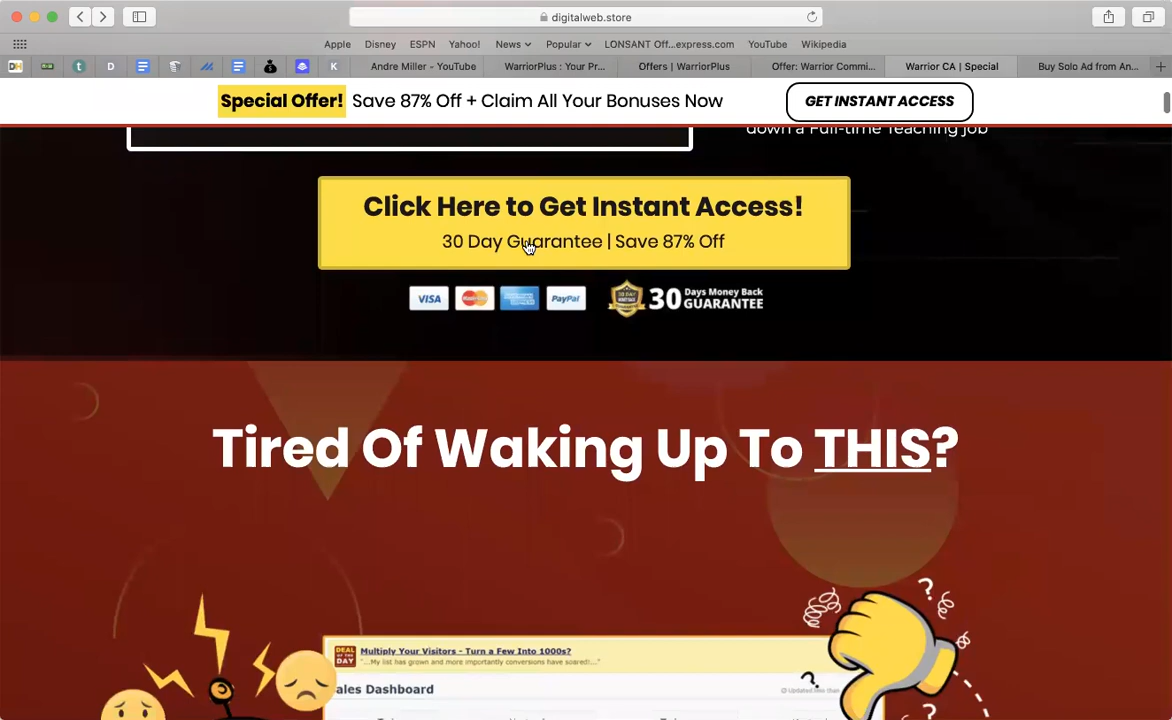 digitalweb.store
Apple Disney ESPN Yahoo! News Popular LONSANT Off...express.com YouTube Wikipedia
DH t D K Andre Miller - YouTube WarriorPlus : Your Pr... Offers | WarriorPlus Offer: Warrior Commi... Warrior CA | Special Buy Solo Ad from An...
Special Offer! Save 87% Off + Claim All Your Bonuses Now GET INSTANT ACCESS
down a Full-time Teaching job
Click Here to Get Instant Access!
30 Day Guarantee | Save 87% Off
VISA PayPal 30 Days Money Back GUARANTEE
Tired Of Waking Up To THIS?
DEAL OF THE DAY Multiply Your Visitors - Turn a Few Into 1000s?
"...My list has grown and more importantly conversions have soared!..."
ales Dashboard
Updated less than